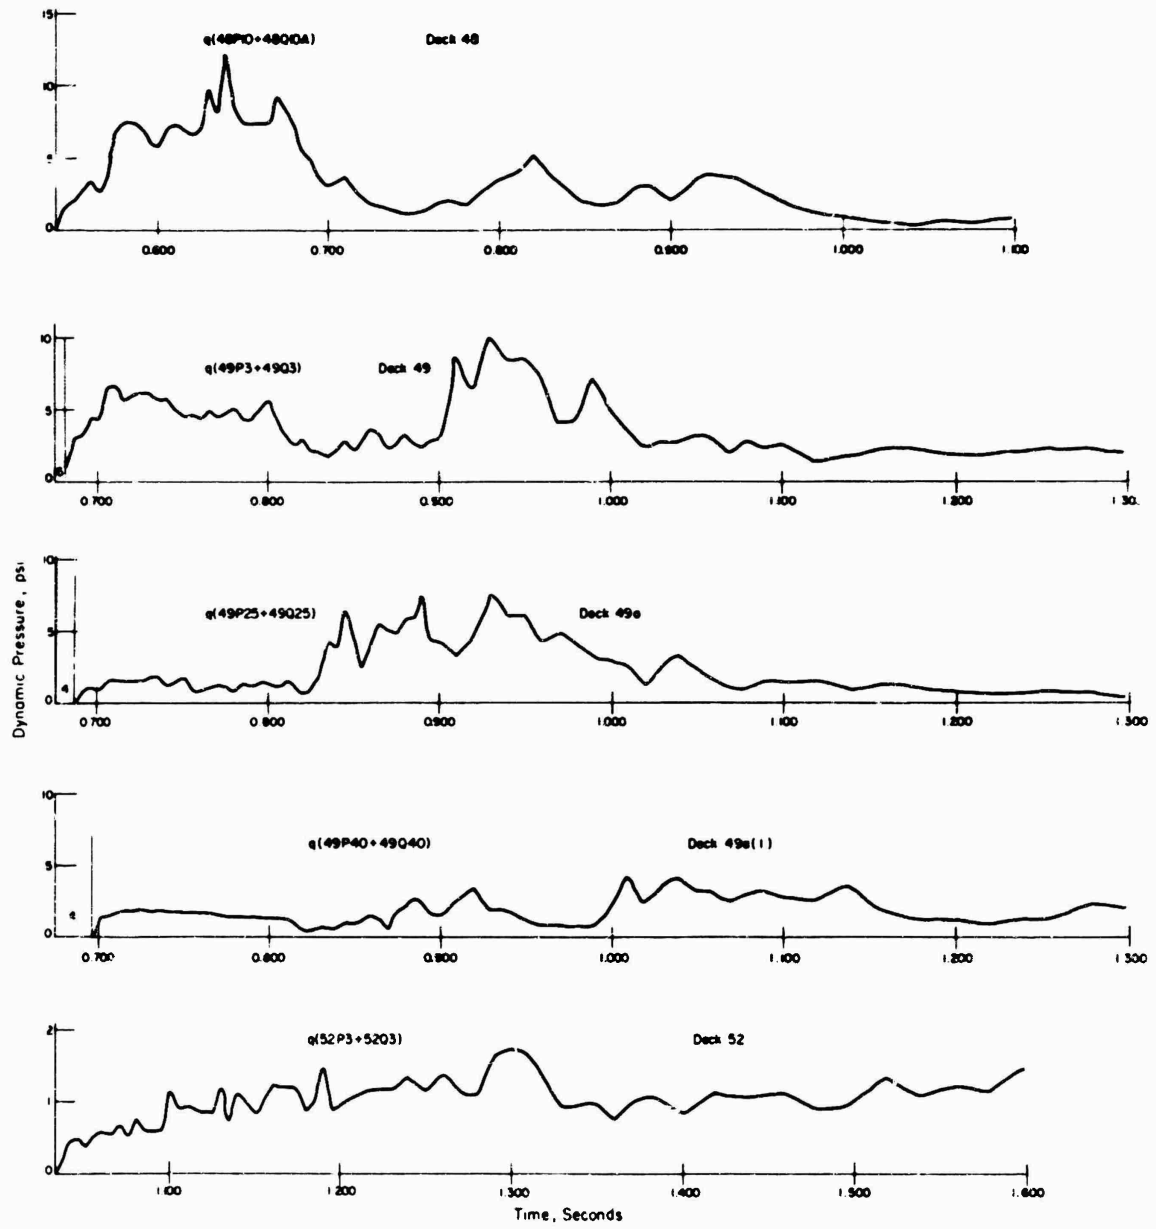 15
q(48P10+48Q10A) Deck 48
10
5
0
0.600 0.700 0.800 0.900 1.000 1.100
10
q(49P3+49Q3) Deck 49
5
0
0.700 0.800 0.900 1.000 1.100 1.200
10
q(49P25+49Q25) Deck 49a
5
4
0
0.700 0.800 0.900 1.000 1.100 1.200 1.300
10
q(49P40+49Q40) Deck 49a(1)
5
0
0.700 0.800 0.900 1.000 1.100 1.200 1.300
2
q(52P3+52Q3) Deck 52
1
0
1.100 1.200 1.300 1.400 1.500 1.600
Time, Seconds
Dynamic Pressure, psi